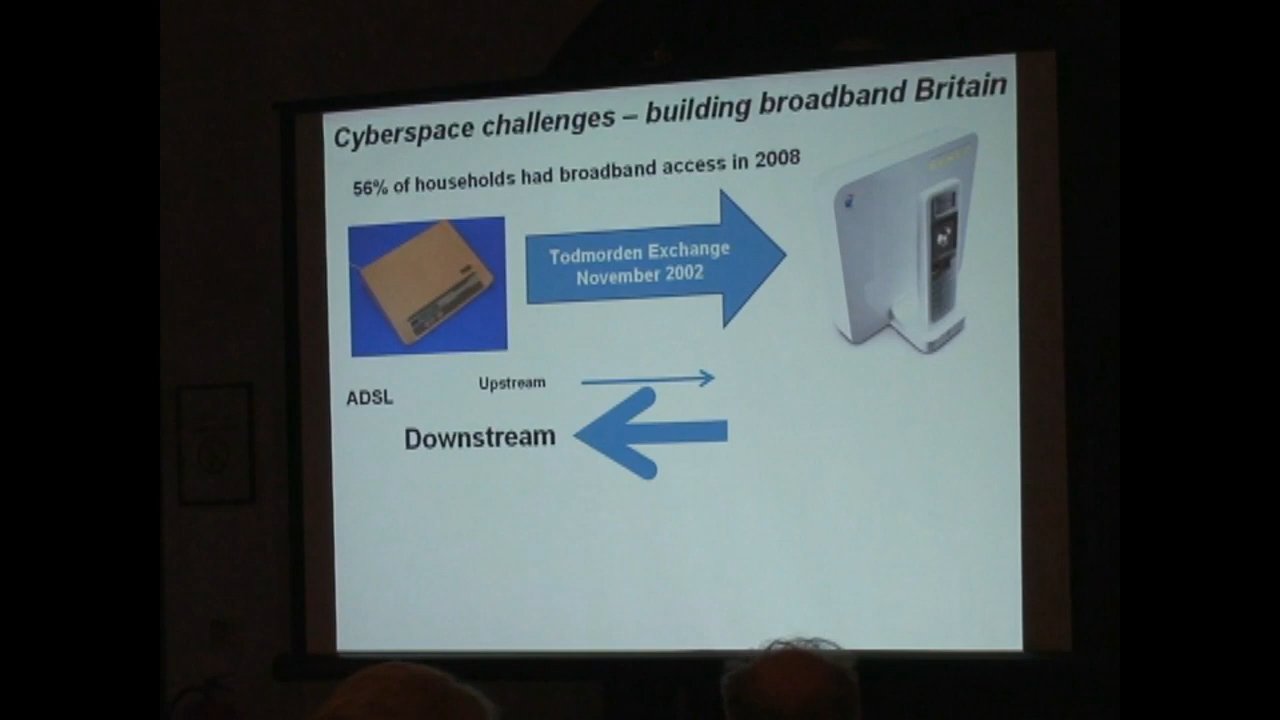 Cyberspace challenges – building broadband Britain
56% of households had broadband access in 2008
Todmorden Exchange
November 2002
Upstream
ADSL
Downstream